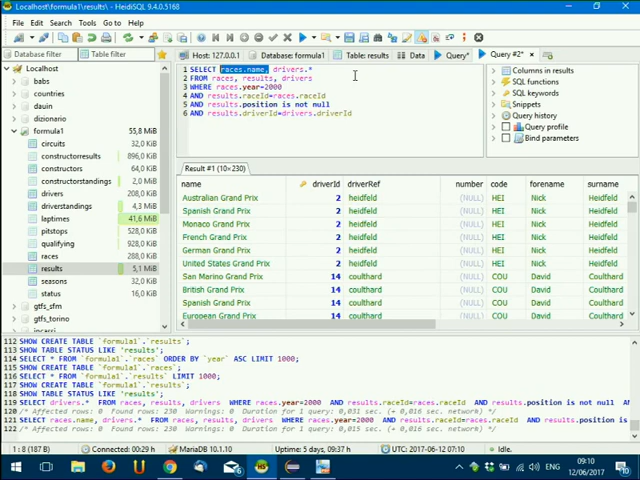 localhost\formula1\results\ - HeidiSQL 9.4.0.5168
File Edit Search Tools Go to Help
Database filter Table filter
Host: 127.0.0.1 Database: formula1 Table: results Data Query* Query #2*
Localhost
babs
countries
dauin
dizionario
formula1 55,8 MiB
circuits 32,0 KiB
constructorresults 896,0 KiB
constructors 64,0 KiB
constructorstandings
drivers 208,0 KiB
driverstandings 4,3 MiB
laptimes 41,6 MiB
pitstops 528,0 KiB
qualifying 928,0 KiB
races 288,0 KiB
results 5,1 MiB
seasons 32,0 KiB
status 16,0 KiB
gtfs_sfm
gtfs_torino
1 SELECT races.name, drivers.*
2 FROM races, results, drivers
3 WHERE races.year=2000
4 AND results.raceId=races.raceId
5 AND results.position is not null
6 AND results.driverId=drivers.driverId
Columns in results
SQL functions
SQL keywords
Snippets
Query history
Query profile
Bind parameters
Result #1 (10×230)
name driverId driverRef number code forename surname
Australian Grand Prix 2 heidfeld (NULL) HEI Nick Heidfeld
Spanish Grand Prix 2 heidfeld (NULL) HEI Nick Heidfeld
Monaco Grand Prix 2 heidfeld (NULL) HEI Nick Heidfeld
French Grand Prix 2 heidfeld (NULL) HEI Nick Heidfeld
German Grand Prix 2 heidfeld (NULL) HEI Nick Heidfeld
United States Grand Prix 2 heidfeld (NULL) HEI Nick Heidfeld
San Marino Grand Prix 14 coulthard (NULL) COU David Coulthard
British Grand Prix 14 coulthard (NULL) COU David Coulthard
Spanish Grand Prix 14 coulthard (NULL) COU David Coulthard
European Grand Prix 14 coulthard (NULL) COU David Coulthard
112 SHOW CREATE TABLE `formula1`.`results`;
113 SHOW TABLE STATUS LIKE 'results';
114 SELECT * FROM `formula1`.`races` ORDER BY `year` ASC LIMIT 1000;
115 SHOW CREATE TABLE `formula1`.`races`;
116 SELECT * FROM `formula1`.`results` LIMIT 1000;
117 SHOW CREATE TABLE `formula1`.`results`;
118 SHOW TABLE STATUS LIKE 'results';
119 SELECT drivers.* FROM races, results, drivers WHERE races.year=2000 AND results.raceId=races.raceId AND results.position is not null
120 /* Affected rows: 0 Found rows: 230 Warnings: 0 Duration for 1 query: 0,031 sec. (+ 0,016 sec. network) */
121 SELECT races.name, drivers.* FROM races, results, drivers WHERE races.year=2000 AND results.raceId=races.raceId AND results.position is
122 /* Affected rows: 0 Found rows: 230 Warnings: 0 Duration for 1 query: 0,015 sec. (+ 0,016 sec. network) */
1 : 8 (187 B) Connected: 00:29 h MariaDB 10.1.10 Uptime: 5 days, 09:37 h UTC: 2017-06-12 07:10 Idle.
09:10
12/06/2017